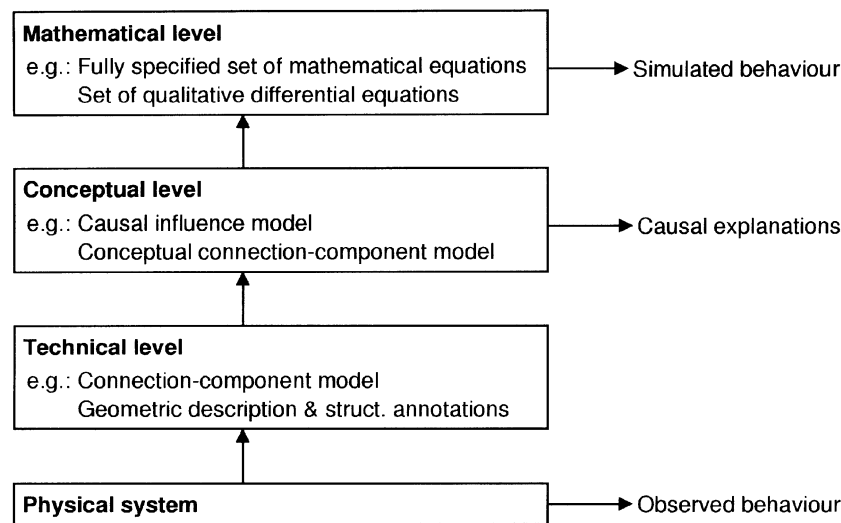 Mathematical level
e.g.: Fully specified set of mathematical equations
Set of qualitative differential equations
Simulated behaviour
Conceptual level
e.g.: Causal influence model
Conceptual connection-component model
Causal explanations
Technical level
e.g.: Connection-component model
Geometric description & struct. annotations
Physical system
Observed behaviour